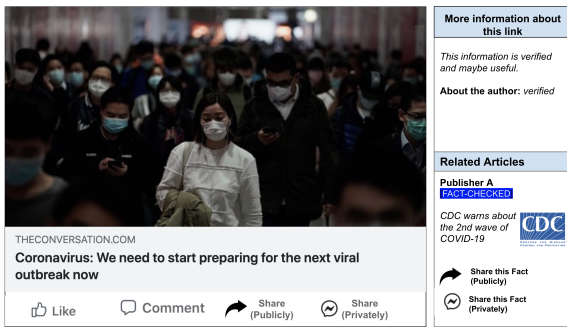 THECONVERSATION.COM
Coronavirus: We need to start preparing for the next viral
outbreak now
Like
Comment
Share
(Publicly)
Share
(Privately)
More information about
this link
This information is verified
and maybe useful.
About the author: verified
Related Articles
Publisher A
FACT-CHECKED
CDC warns about
the 2nd wave of
COVID-19
CDC
Share this Fact
(Publicly)
Share this Fact
(Privately)